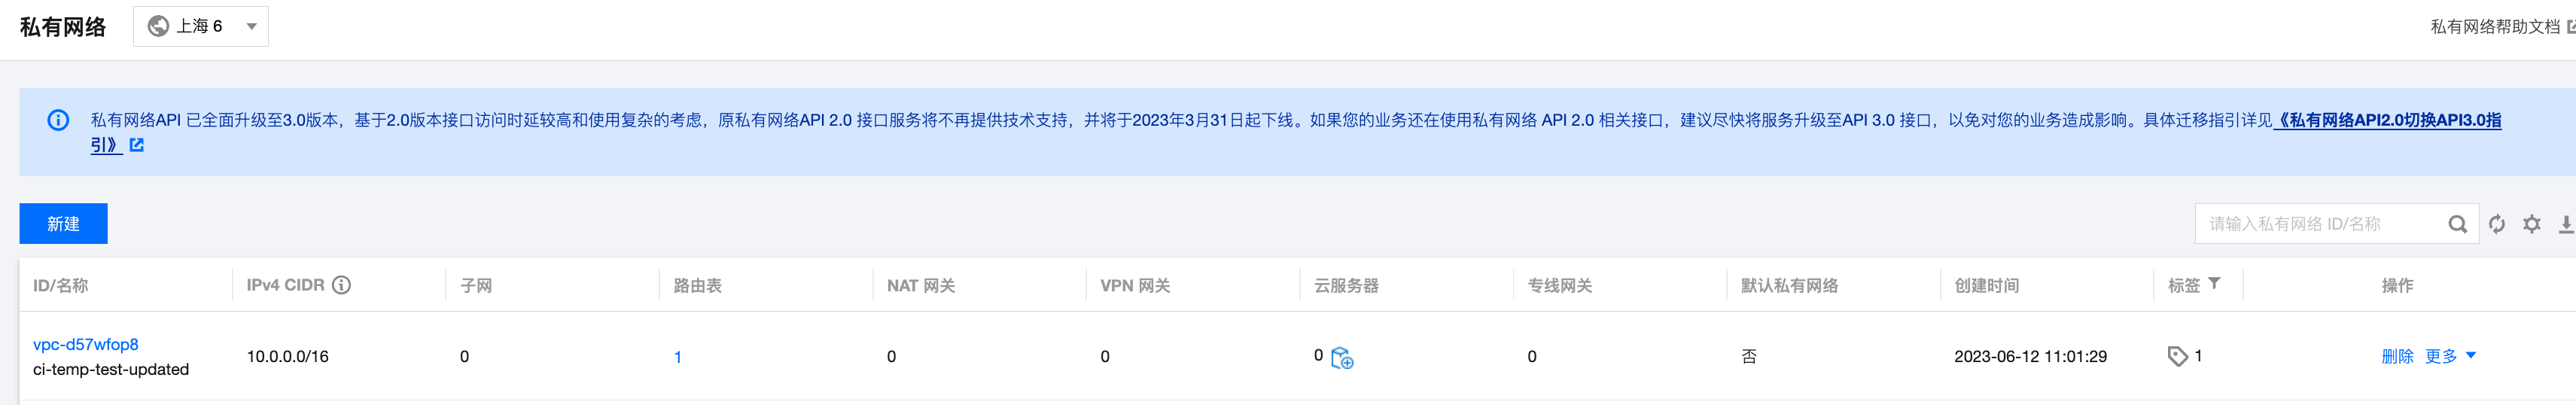 私有网络 上海 6 私有网络帮助文档
私有网络API 已全面升级至3.0版本，基于2.0版本接口访问时延较高和使用复杂的考虑，原私有网络API 2.0 接口服务将不再提供技术支持，并将于2023年3月31日起下线。如果您的业务还在使用私有网络 API 2.0 相关接口，建议尽快将服务升级至API 3.0 接口，以免对您的业务造成影响。具体迁移指引详见《私有网络API2.0切换API3.0指
引》
新建 请输入私有网络 ID/名称
ID/名称 IPv4 CIDR 子网 路由表 NAT 网关 VPN 网关 云服务器 专线网关 默认私有网络 创建时间 标签 操作
vpc-d57wfop8
ci-temp-test-updated 10.0.0.0/16 0 1 0 0 0 0 否 2023-06-12 11:01:29 1 删除 更多